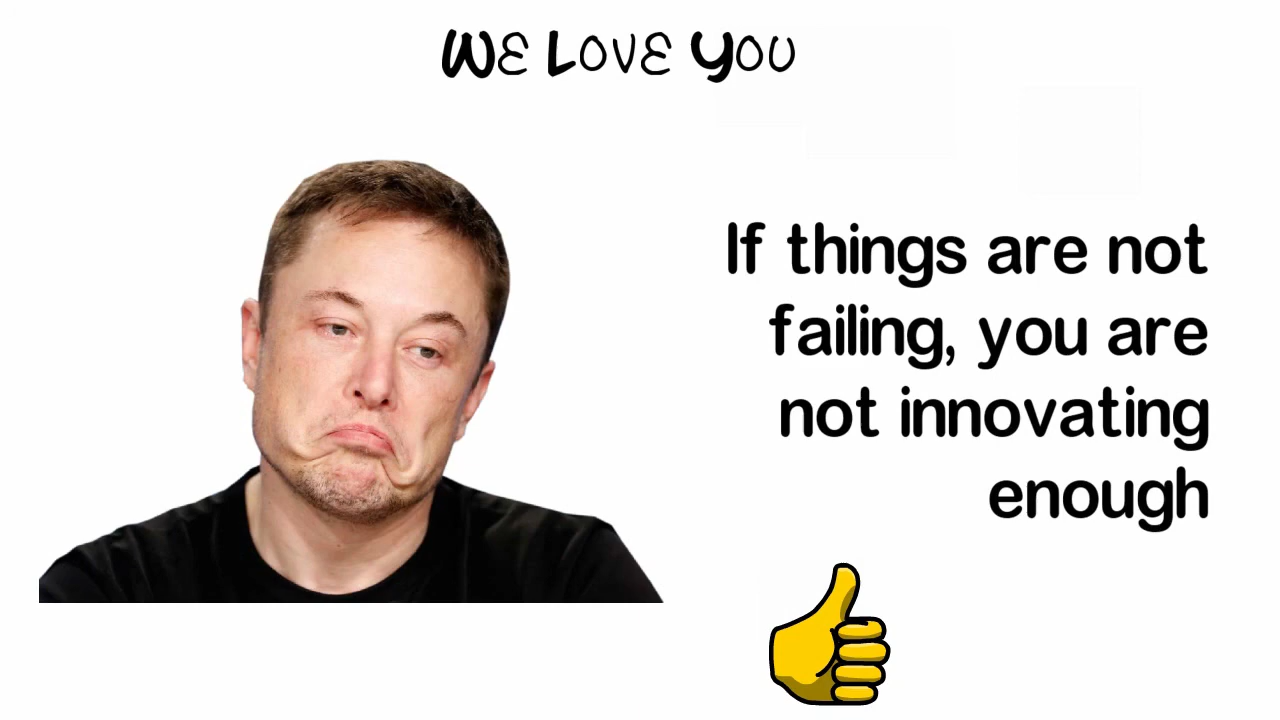 We Love You
If things are not
failing, you are
not innovating
enough